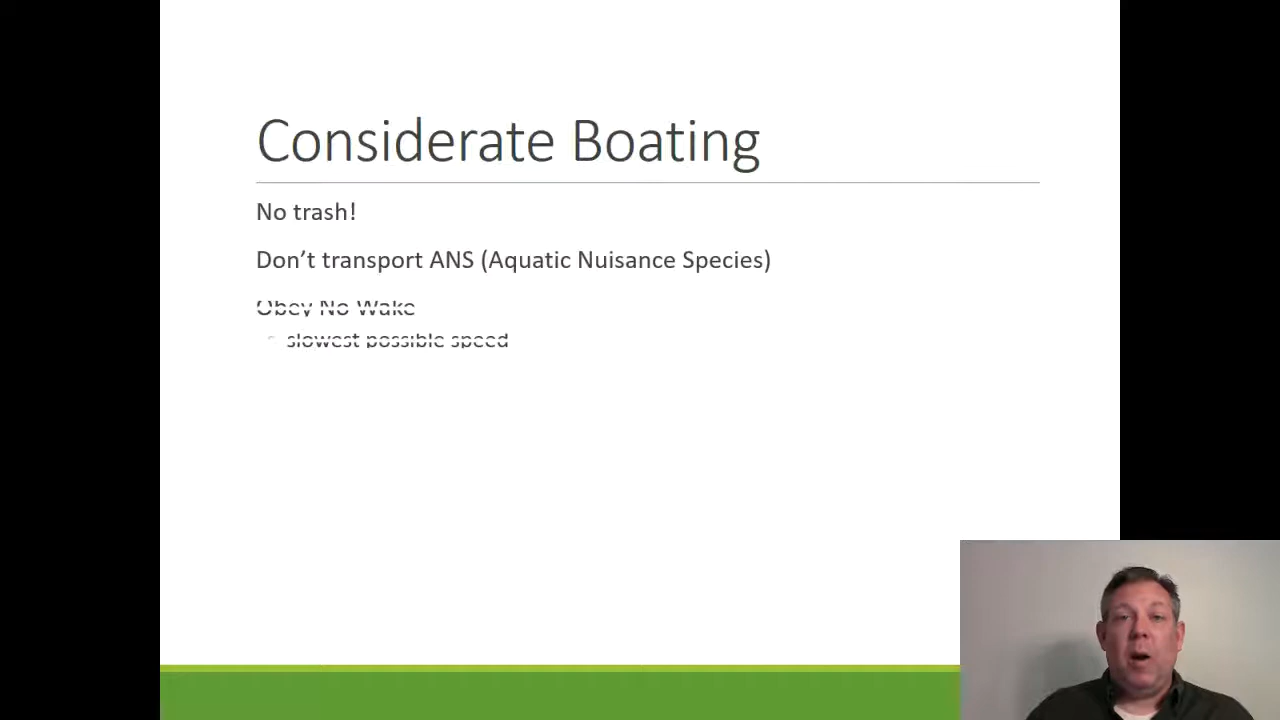 Considerate Boating
No trash!
Don't transport ANS (Aquatic Nuisance Species)
Obey No Wake
slowest possible speed